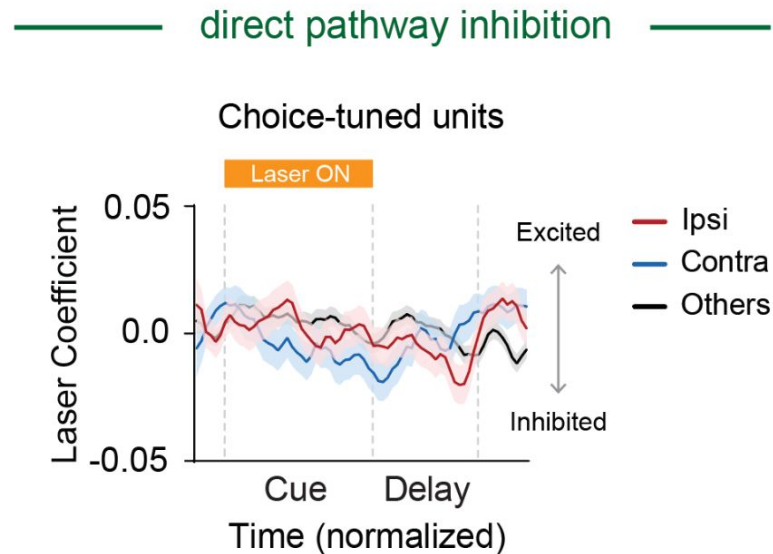 direct pathway inhibition
Choice-tuned units
Laser ON
Laser Coefficient
0.05
0.0
-0.05
Excited
Inhibited
Ipsi
Contra
Others
Cue
Delay
Time (normalized)